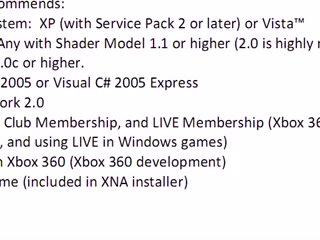 ommends:
stem: XP (with Service Pack 2 or later) or Vista™
Any with Shader Model 1.1 or higher (2.0 is highly r
.0c or higher.
2005 or Visual C# 2005 Express
ork 2.0
Club Membership, and LIVE Membership (Xbox 36
, and using LIVE in Windows games)
n Xbox 360 (Xbox 360 development)
me (included in XNA installer)